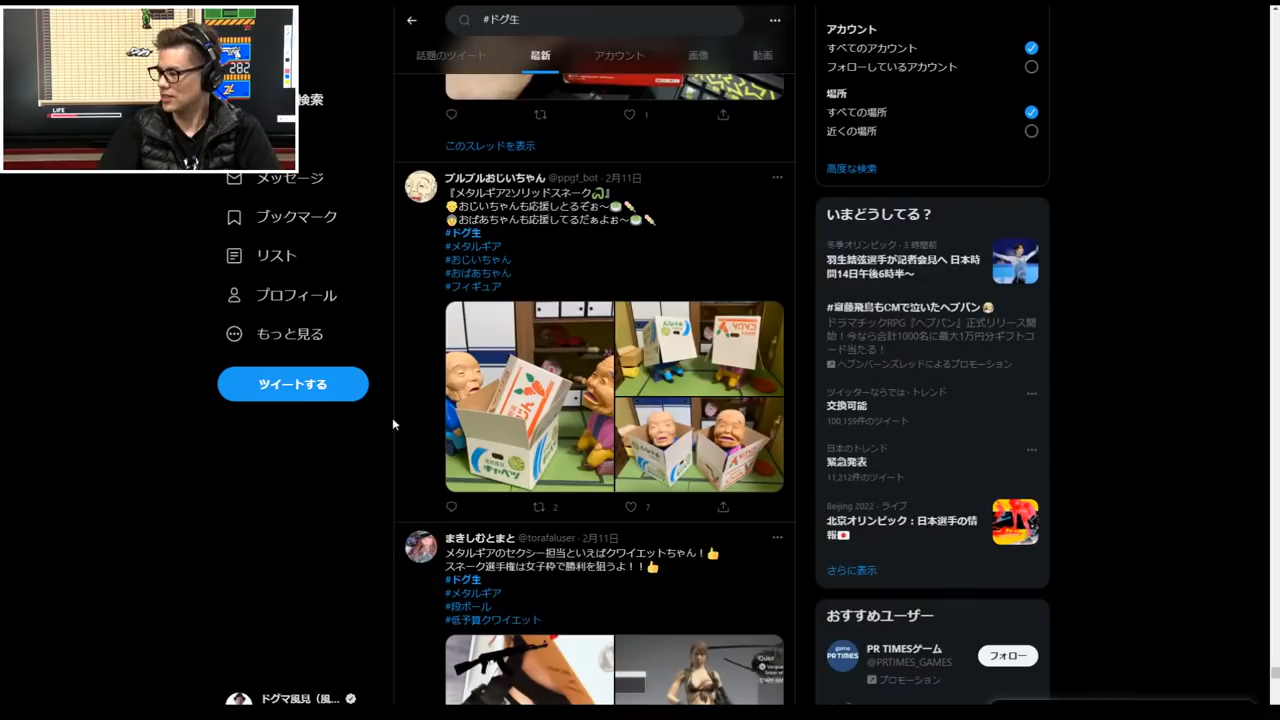 LIFE
282
検索
メッセージ
ブックマーク
リスト
プロフィール
もっと見る
ツイートする
ドグマ風見（風...
#ドグ生
話題のツイート
最新
アカウント
画像
動画
1
このスレッドを表示
プルプルおじいちゃん @ppgf_bot · 2月11日
『メタルギア2ソリッドスネーク🐍』
👴おじいちゃんも応援しとるぞぉ〜🍵🍡
👵おばあちゃんも応援してるだぁよぉ〜🍵🍡
#ドグ生
#メタルギア
#おじいちゃん
#おばあちゃん
#フィギュア
キャベツ
2
7
まきしむとまと @torafaluser · 2月11日
メタルギアのセクシー担当といえばクワイエットちゃん！👍
スネーク選手権は女子枠で勝利を狙うよ！！👍
#ドグ生
#メタルギア
#段ボール
#低予算クワイエット
アカウント
すべてのアカウント
フォローしているアカウント
場所
すべての場所
近くの場所
高度な検索
いまどうしてる？
冬季オリンピック · 3 時間前
羽生結弦選手が記者会見へ 日本時
間14日午後6時半〜
#齋藤飛鳥もCMで泣いたヘブバン
ドラマチックRPG『ヘブバン』正式リリース開
始！今なら合計1000名に最大1万円分ギフトコ
ード当たる！
ヘブンバーンズレッドによるプロモーション
ツイッターならでは · トレンド
交換可能
100,159件のツイート
日本のトレンド
緊急発表
11,212件のツイート
Beijing 2022 · ライブ
北京オリンピック：日本選手の情
報🇯🇵
さらに表示
おすすめユーザー
game
PRTIMES
PR TIMESゲーム
@PRTIMES_GAMES
プロモーション
フォロー